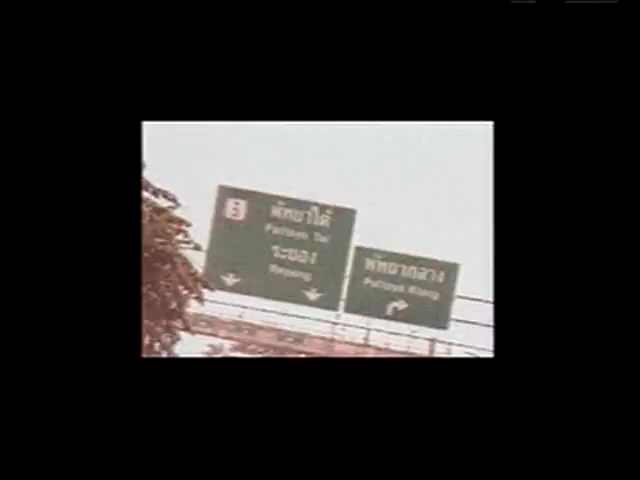 พัทยาใต้
Pattaya Tai
ระยอง
Rayong
พัทยากลาง
Pattaya Klang